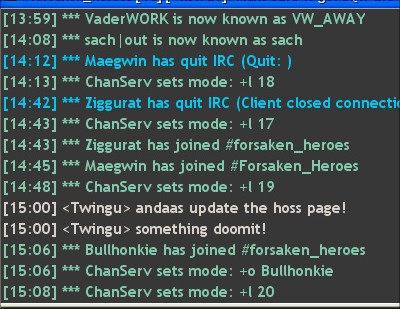 [13:59] *** VaderWORK is now known as VW_AWAY
[14:08] *** sach|out is now known as sach
[14:12] *** Maegwin has quit IRC (Quit: )
[14:13] *** ChanServ sets mode: +l 18
[14:42] *** Ziggurat has quit IRC (Client closed connectio
[14:43] *** ChanServ sets mode: +l 17
[14:43] *** Ziggurat has joined #forsaken_heroes
[14:45] *** Maegwin has joined #Forsaken_Heroes
[14:48] *** ChanServ sets mode: +l 19
[15:00] <Twingu> andaas update the hoss page!
[15:00] <Twingu> something doomit!
[15:06] *** Bullhonkie has joined #forsaken_heroes
[15:06] *** ChanServ sets mode: +o Bullhonkie
[15:08] *** ChanServ sets mode: +l 20